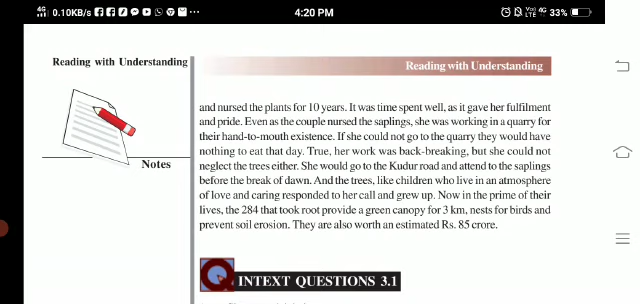 4G 0.10KB/s ... 4:20 PM Vo) LTE 4G 33%
Reading with Understanding
Reading with Understanding
and nursed the plants for 10 years. It was time spent well, as it gave her fulfilment
and pride. Even as the couple nursed the saplings, she was working in a quarry for
their hand-to-mouth existence. If she could not go to the quarry they would have
nothing to eat that day. True, her work was back-breaking, but she could not
neglect the trees either. She would go to the Kudur road and attend to the saplings
before the break of dawn. And the trees, like children who live in an atmosphere
of love and caring responded to her call and grew up. Now in the prime of their
lives, the 284 that took root provide a green canopy for 3 km, nests for birds and
prevent soil erosion. They are also worth an estimated Rs. 85 crore.
Notes
Q INTEXT QUESTIONS 3.1